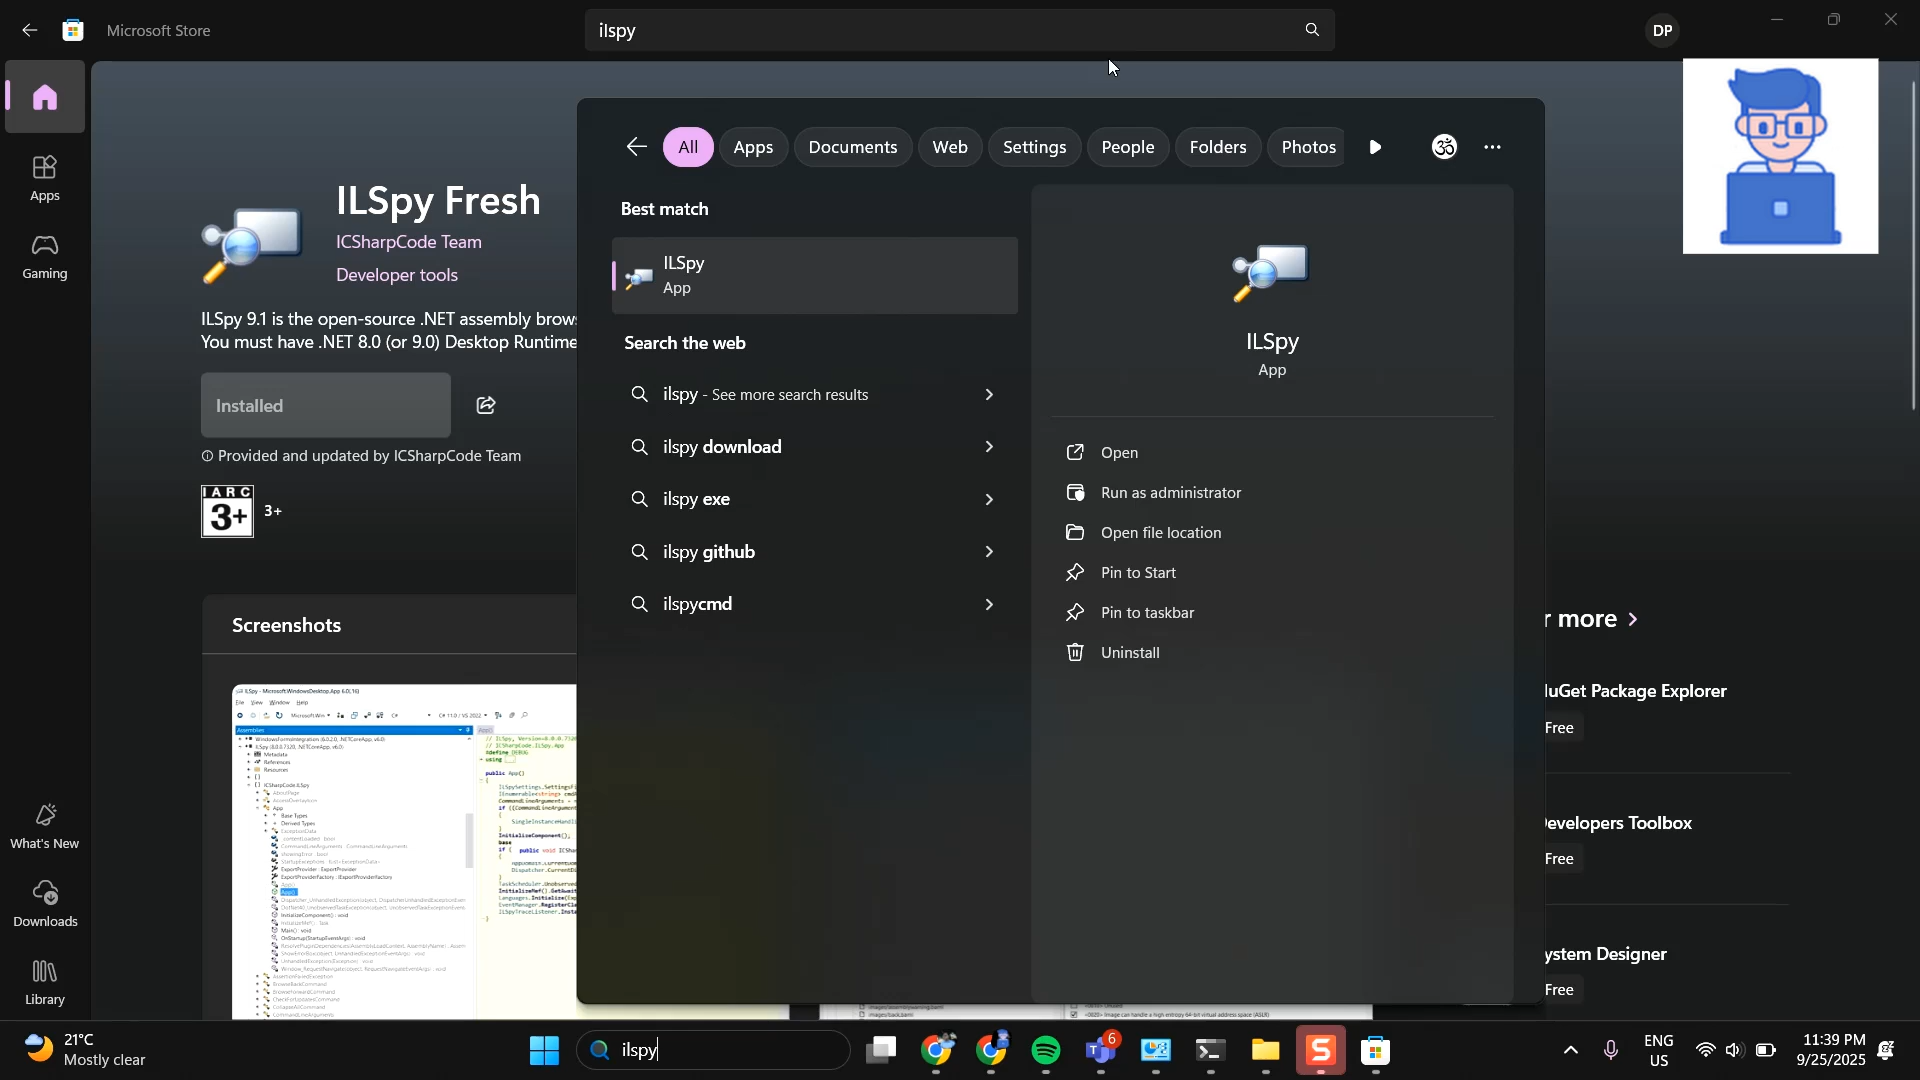 Microsoft Store
ilspy
DP
Apps
Gaming
What's New
Downloads
Library
ILSpy Fresh
ICSharpCode Team
Developer tools
ILSpy 9.1 is the open-source .NET assembly brow
You must have .NET 8.0 (or 9.0) Desktop Runtime
Installed
Provided and updated by ICSharpCode Team
IARC
3+
3+
Screenshots
All
Apps
Documents
Web
Settings
People
Folders
Photos
ॐ
Best match
ILSpy
App
Search the web
ilspy - See more search results
ilspy download
ilspy exe
ilspy github
ilspycmd
ILSpy
App
Open
Run as administrator
Open file location
Pin to Start
Pin to taskbar
Uninstall
r more
uGet Package Explorer
Free
evelopers Toolbox
Free
ystem Designer
Free
21°C
Mostly clear
ilspy
6
S
ENG
US
11:39 PM
9/25/2025